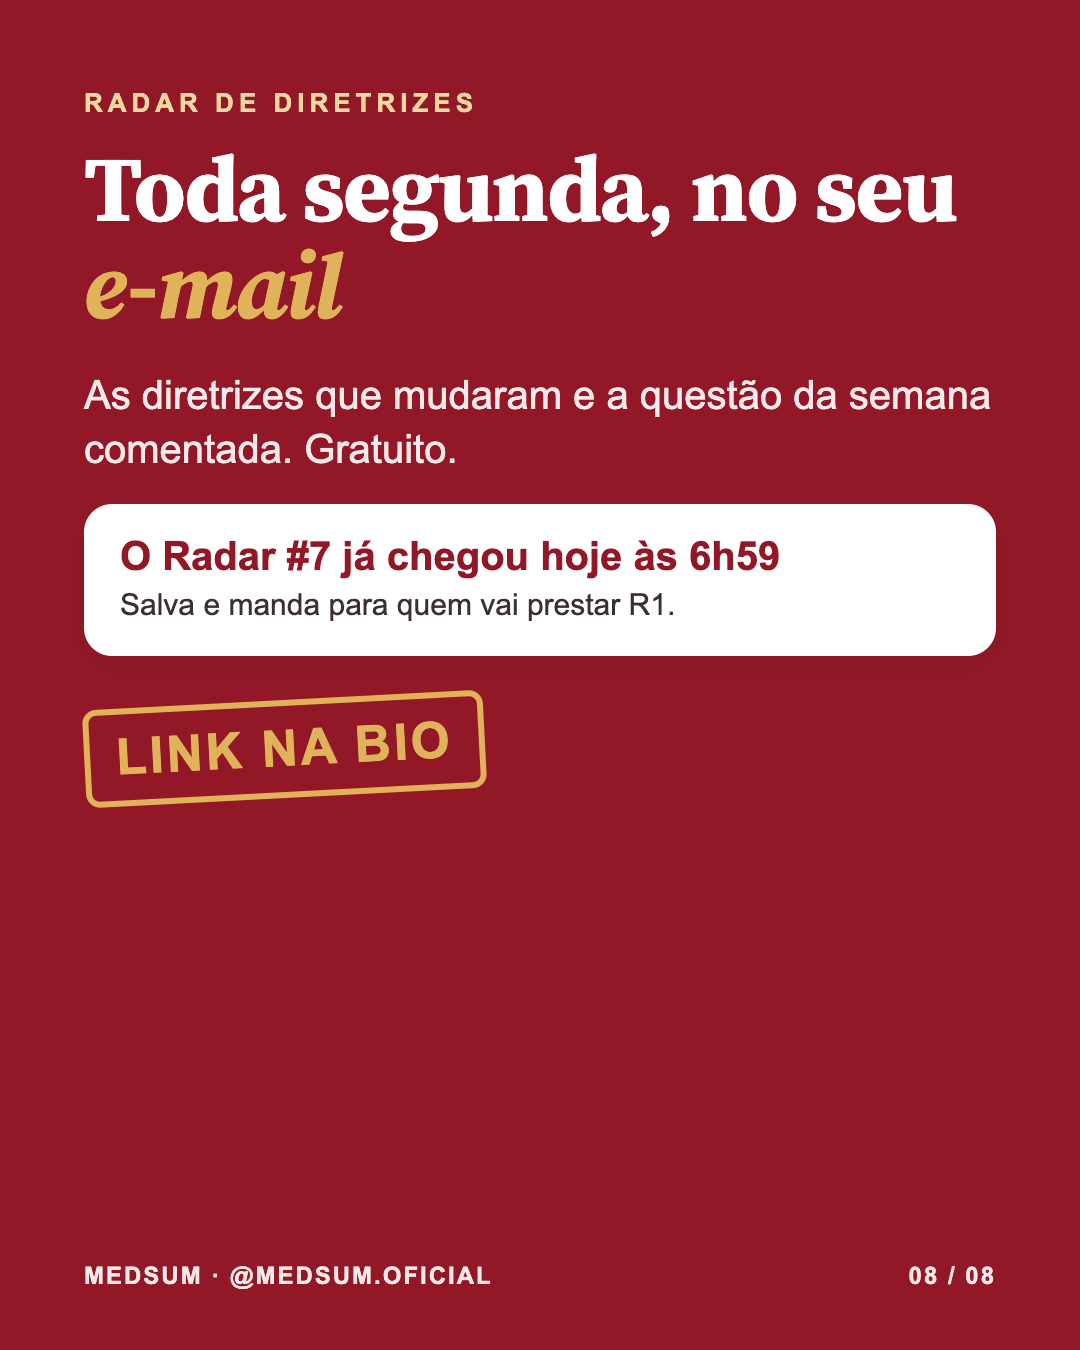 RADAR DE DIRETRIZES
Toda segunda, no seu
e-mail
As diretrizes que mudaram e a questão da semana
comentada. Gratuito.
O Radar #7 já chegou hoje às 6h59
Salva e manda para quem vai prestar R1.
LINK NA BIO
MEDSUM · @MEDSUM.OFICIAL
08 / 08